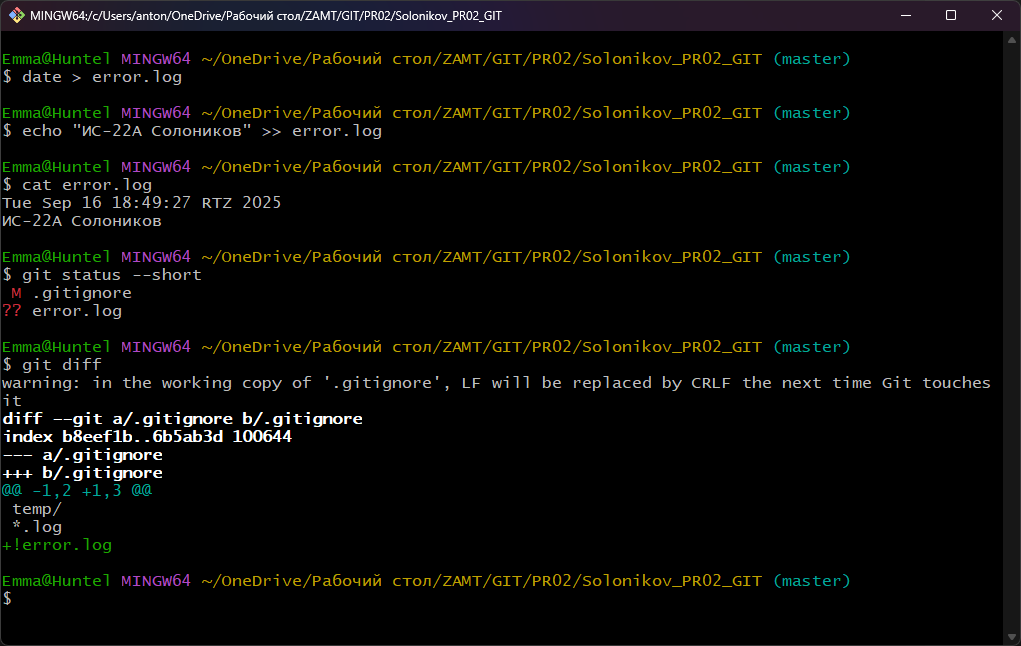 MINGW64:/c/Users/anton/OneDrive/Рабочий стол/ZAMT/GIT/PR02/Solonikov_PR02_GIT
Emma@Huntel MINGW64 ~/OneDrive/Рабочий стол/ZAMT/GIT/PR02/Solonikov_PR02_GIT (master)
$ date > error.log
Emma@Huntel MINGW64 ~/OneDrive/Рабочий стол/ZAMT/GIT/PR02/Solonikov_PR02_GIT (master)
$ echo "ИС-22А Солоников" >> error.log
Emma@Huntel MINGW64 ~/OneDrive/Рабочий стол/ZAMT/GIT/PR02/Solonikov_PR02_GIT (master)
$ cat error.log
Tue Sep 16 18:49:27 RTZ 2025
ИС-22А Солоников
Emma@Huntel MINGW64 ~/OneDrive/Рабочий стол/ZAMT/GIT/PR02/Solonikov_PR02_GIT (master)
$ git status --short
 M .gitignore
?? error.log
Emma@Huntel MINGW64 ~/OneDrive/Рабочий стол/ZAMT/GIT/PR02/Solonikov_PR02_GIT (master)
$ git diff
warning: in the working copy of '.gitignore', LF will be replaced by CRLF the next time Git touches
it
diff --git a/.gitignore b/.gitignore
index b8eef1b..6b5ab3d 100644
--- a/.gitignore
+++ b/.gitignore
@@ -1,2 +1,3 @@
 temp/
 *.log
+!error.log
Emma@Huntel MINGW64 ~/OneDrive/Рабочий стол/ZAMT/GIT/PR02/Solonikov_PR02_GIT (master)
$